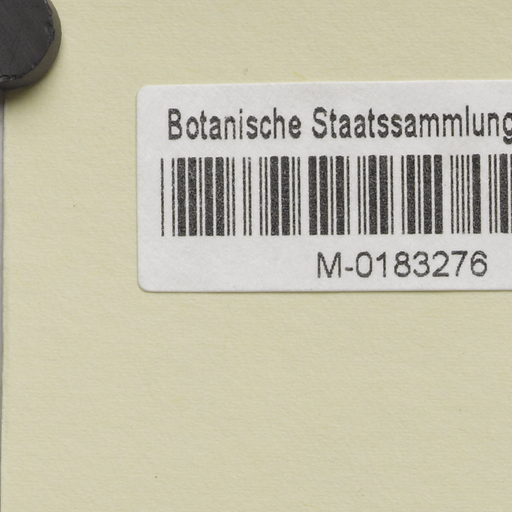 Botanische Staatssammlung
M-0183276